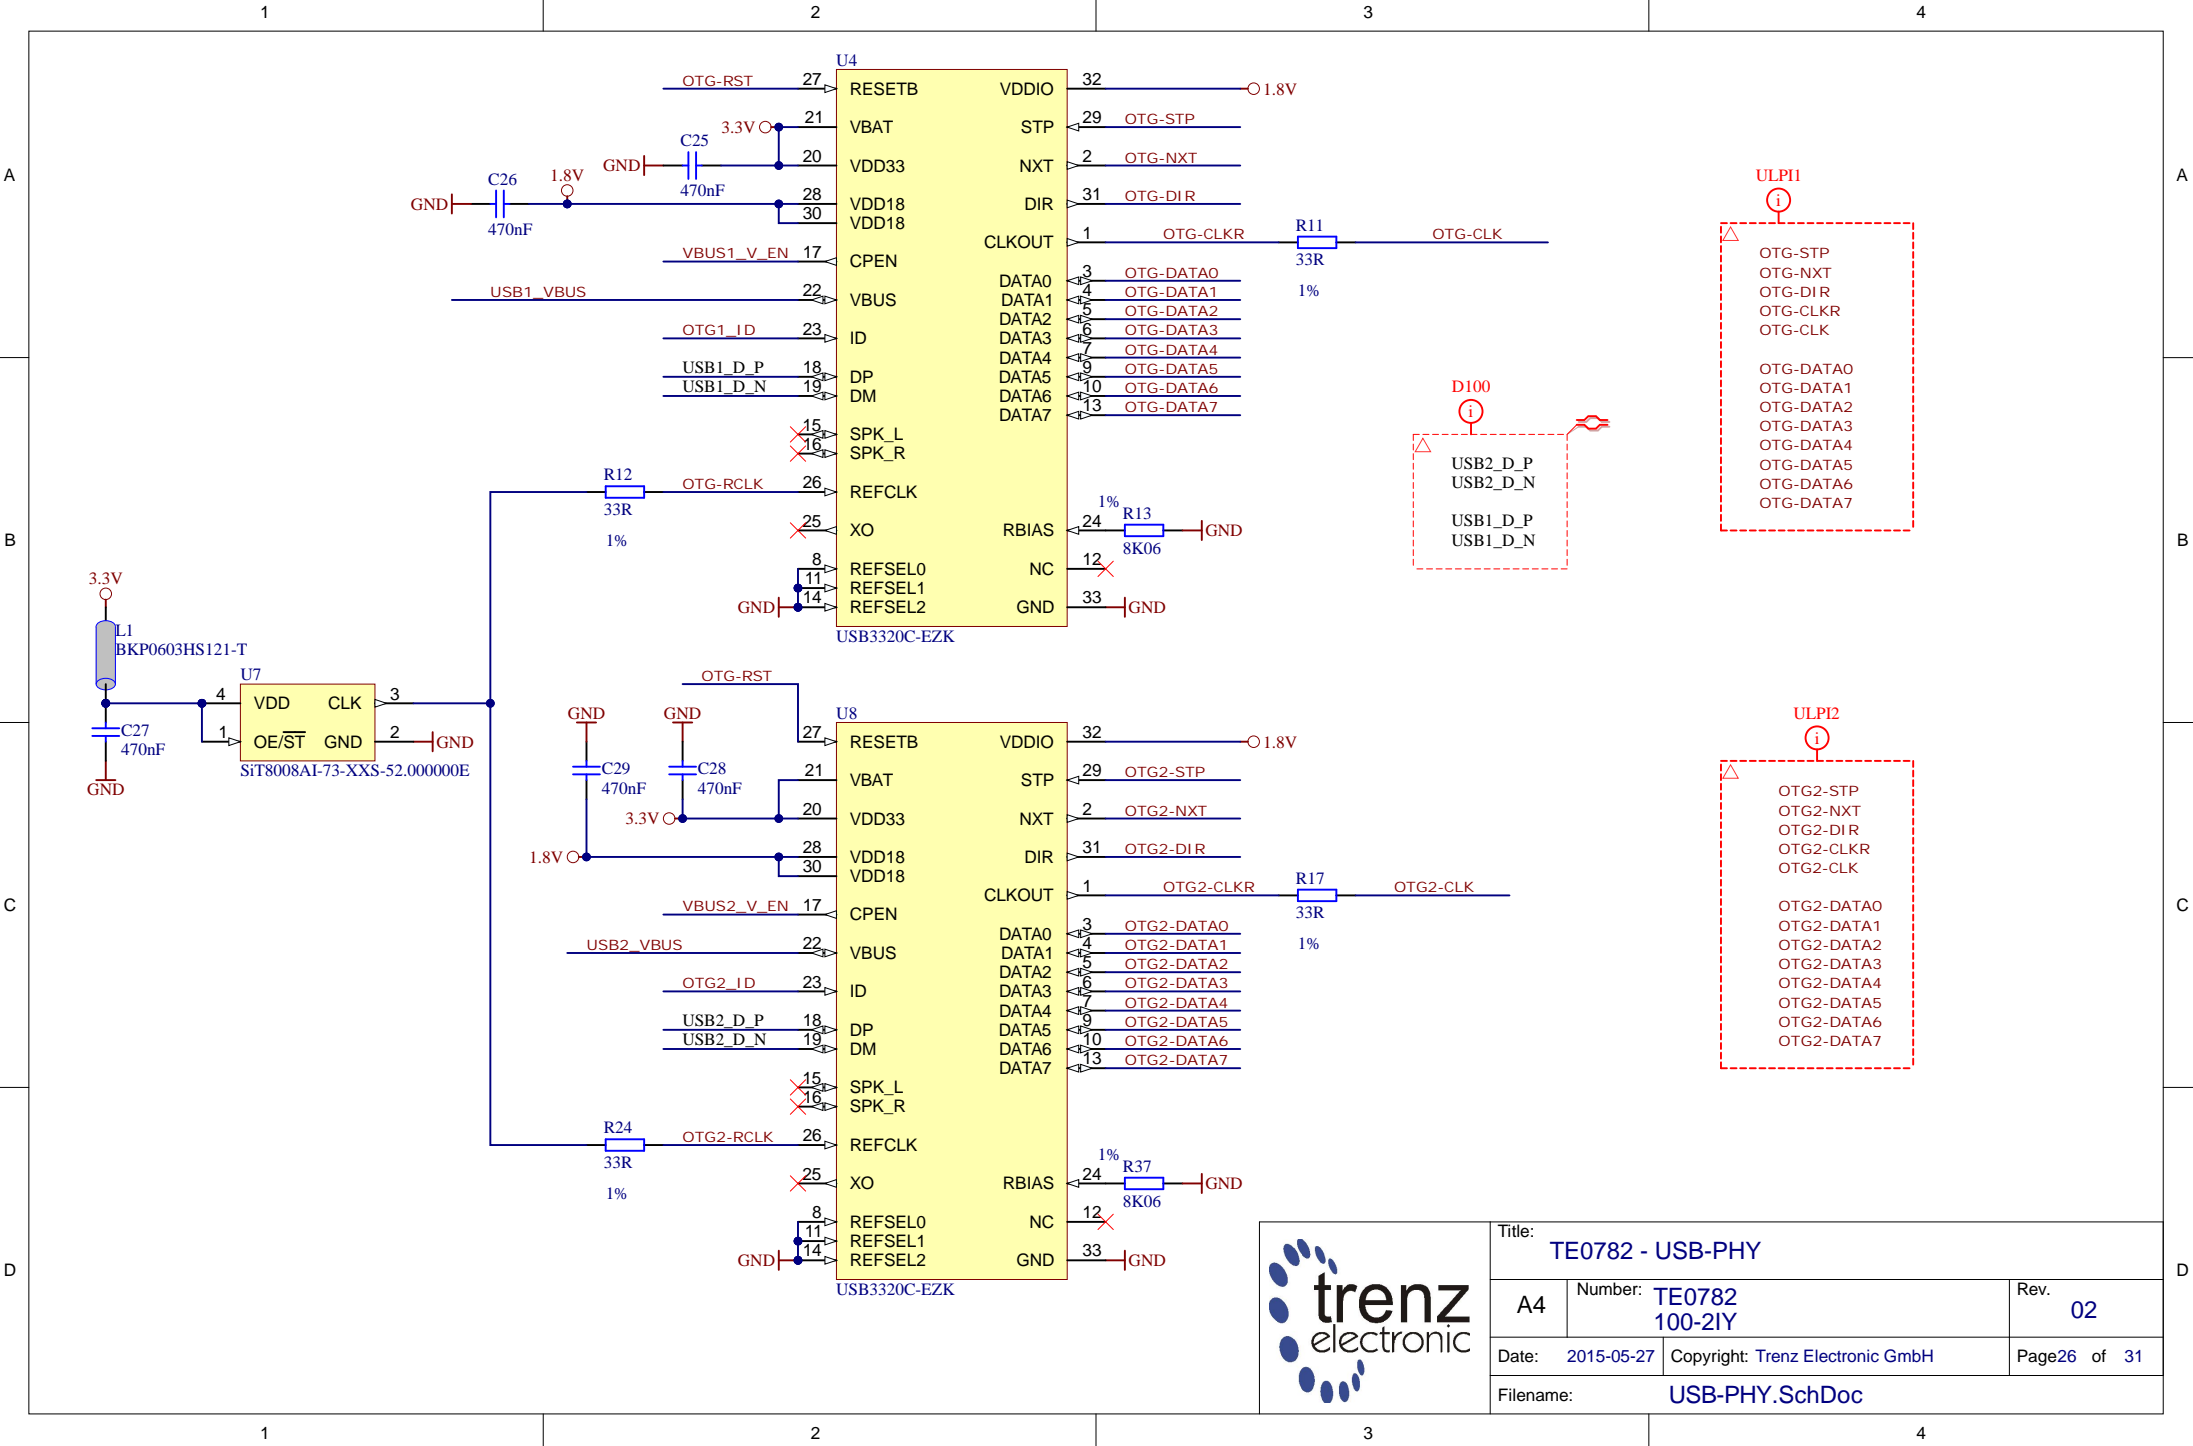 1 2 3 4
A A
B B
C C
D D
1 2 3 4
U4
OTG-RST 27 RESETB
3.3V 21 VBAT
GND C25 470nF 20 VDD33
GND C26 470nF 1.8V 28 VDD18
30 VDD18
VBUS1_V_EN 17 CPEN
USB1_VBUS 22 VBUS
OTG1_ID 23 ID
USB1_D_P 18 DP
USB1_D_N 19 DM
15 SPK_L
16 SPK_R
R12 33R 1% OTG-RCLK 26 REFCLK
25 XO
8 REFSEL0
11 REFSEL1
GND 14 REFSEL2
VDDIO 32 1.8V
STP 29 OTG-STP
NXT 2 OTG-NXT
DIR 31 OTG-DIR
CLKOUT 1 OTG-CLKR R11 33R 1% OTG-CLK
DATA0 3 OTG-DATA0
DATA1 4 OTG-DATA1
DATA2 5 OTG-DATA2
DATA3 6 OTG-DATA3
DATA4 7 OTG-DATA4
DATA5 9 OTG-DATA5
DATA6 10 OTG-DATA6
DATA7 13 OTG-DATA7
RBIAS 24 1% R13 8K06 GND
NC 12
GND 33 GND
USB3320C-EZK
D100
i
USB2_D_P
USB2_D_N
USB1_D_P
USB1_D_N
ULPI1
i
OTG-STP
OTG-NXT
OTG-DIR
OTG-CLKR
OTG-CLK
OTG-DATA0
OTG-DATA1
OTG-DATA2
OTG-DATA3
OTG-DATA4
OTG-DATA5
OTG-DATA6
OTG-DATA7
3.3V
L1
BKP0603HS121-T
C27
470nF
GND
U7
4 VDD CLK 3
1 OE/ST GND 2 GND
SiT8008AI-73-XXS-52.000000E
U8
OTG-RST 27 RESETB
GND C29 470nF
GND C28 470nF
21 VBAT
3.3V 20 VDD33
1.8V 28 VDD18
30 VDD18
VBUS2_V_EN 17 CPEN
USB2_VBUS 22 VBUS
OTG2_ID 23 ID
USB2_D_P 18 DP
USB2_D_N 19 DM
15 SPK_L
16 SPK_R
R24 33R 1% OTG2-RCLK 26 REFCLK
25 XO
8 REFSEL0
11 REFSEL1
GND 14 REFSEL2
VDDIO 32 1.8V
STP 29 OTG2-STP
NXT 2 OTG2-NXT
DIR 31 OTG2-DIR
CLKOUT 1 OTG2-CLKR R17 33R 1% OTG2-CLK
DATA0 3 OTG2-DATA0
DATA1 4 OTG2-DATA1
DATA2 5 OTG2-DATA2
DATA3 6 OTG2-DATA3
DATA4 7 OTG2-DATA4
DATA5 9 OTG2-DATA5
DATA6 10 OTG2-DATA6
DATA7 13 OTG2-DATA7
RBIAS 24 1% R37 8K06 GND
NC 12
GND 33 GND
USB3320C-EZK
ULPI2
i
OTG2-STP
OTG2-NXT
OTG2-DIR
OTG2-CLKR
OTG2-CLK
OTG2-DATA0
OTG2-DATA1
OTG2-DATA2
OTG2-DATA3
OTG2-DATA4
OTG2-DATA5
OTG2-DATA6
OTG2-DATA7
trenz
electronic
Title: TE0782 - USB-PHY
A4 Number: TE0782 100-2IY Rev. 02
Date: 2015-05-27 Copyright: Trenz Electronic GmbH Page26 of 31
Filename: USB-PHY.SchDoc